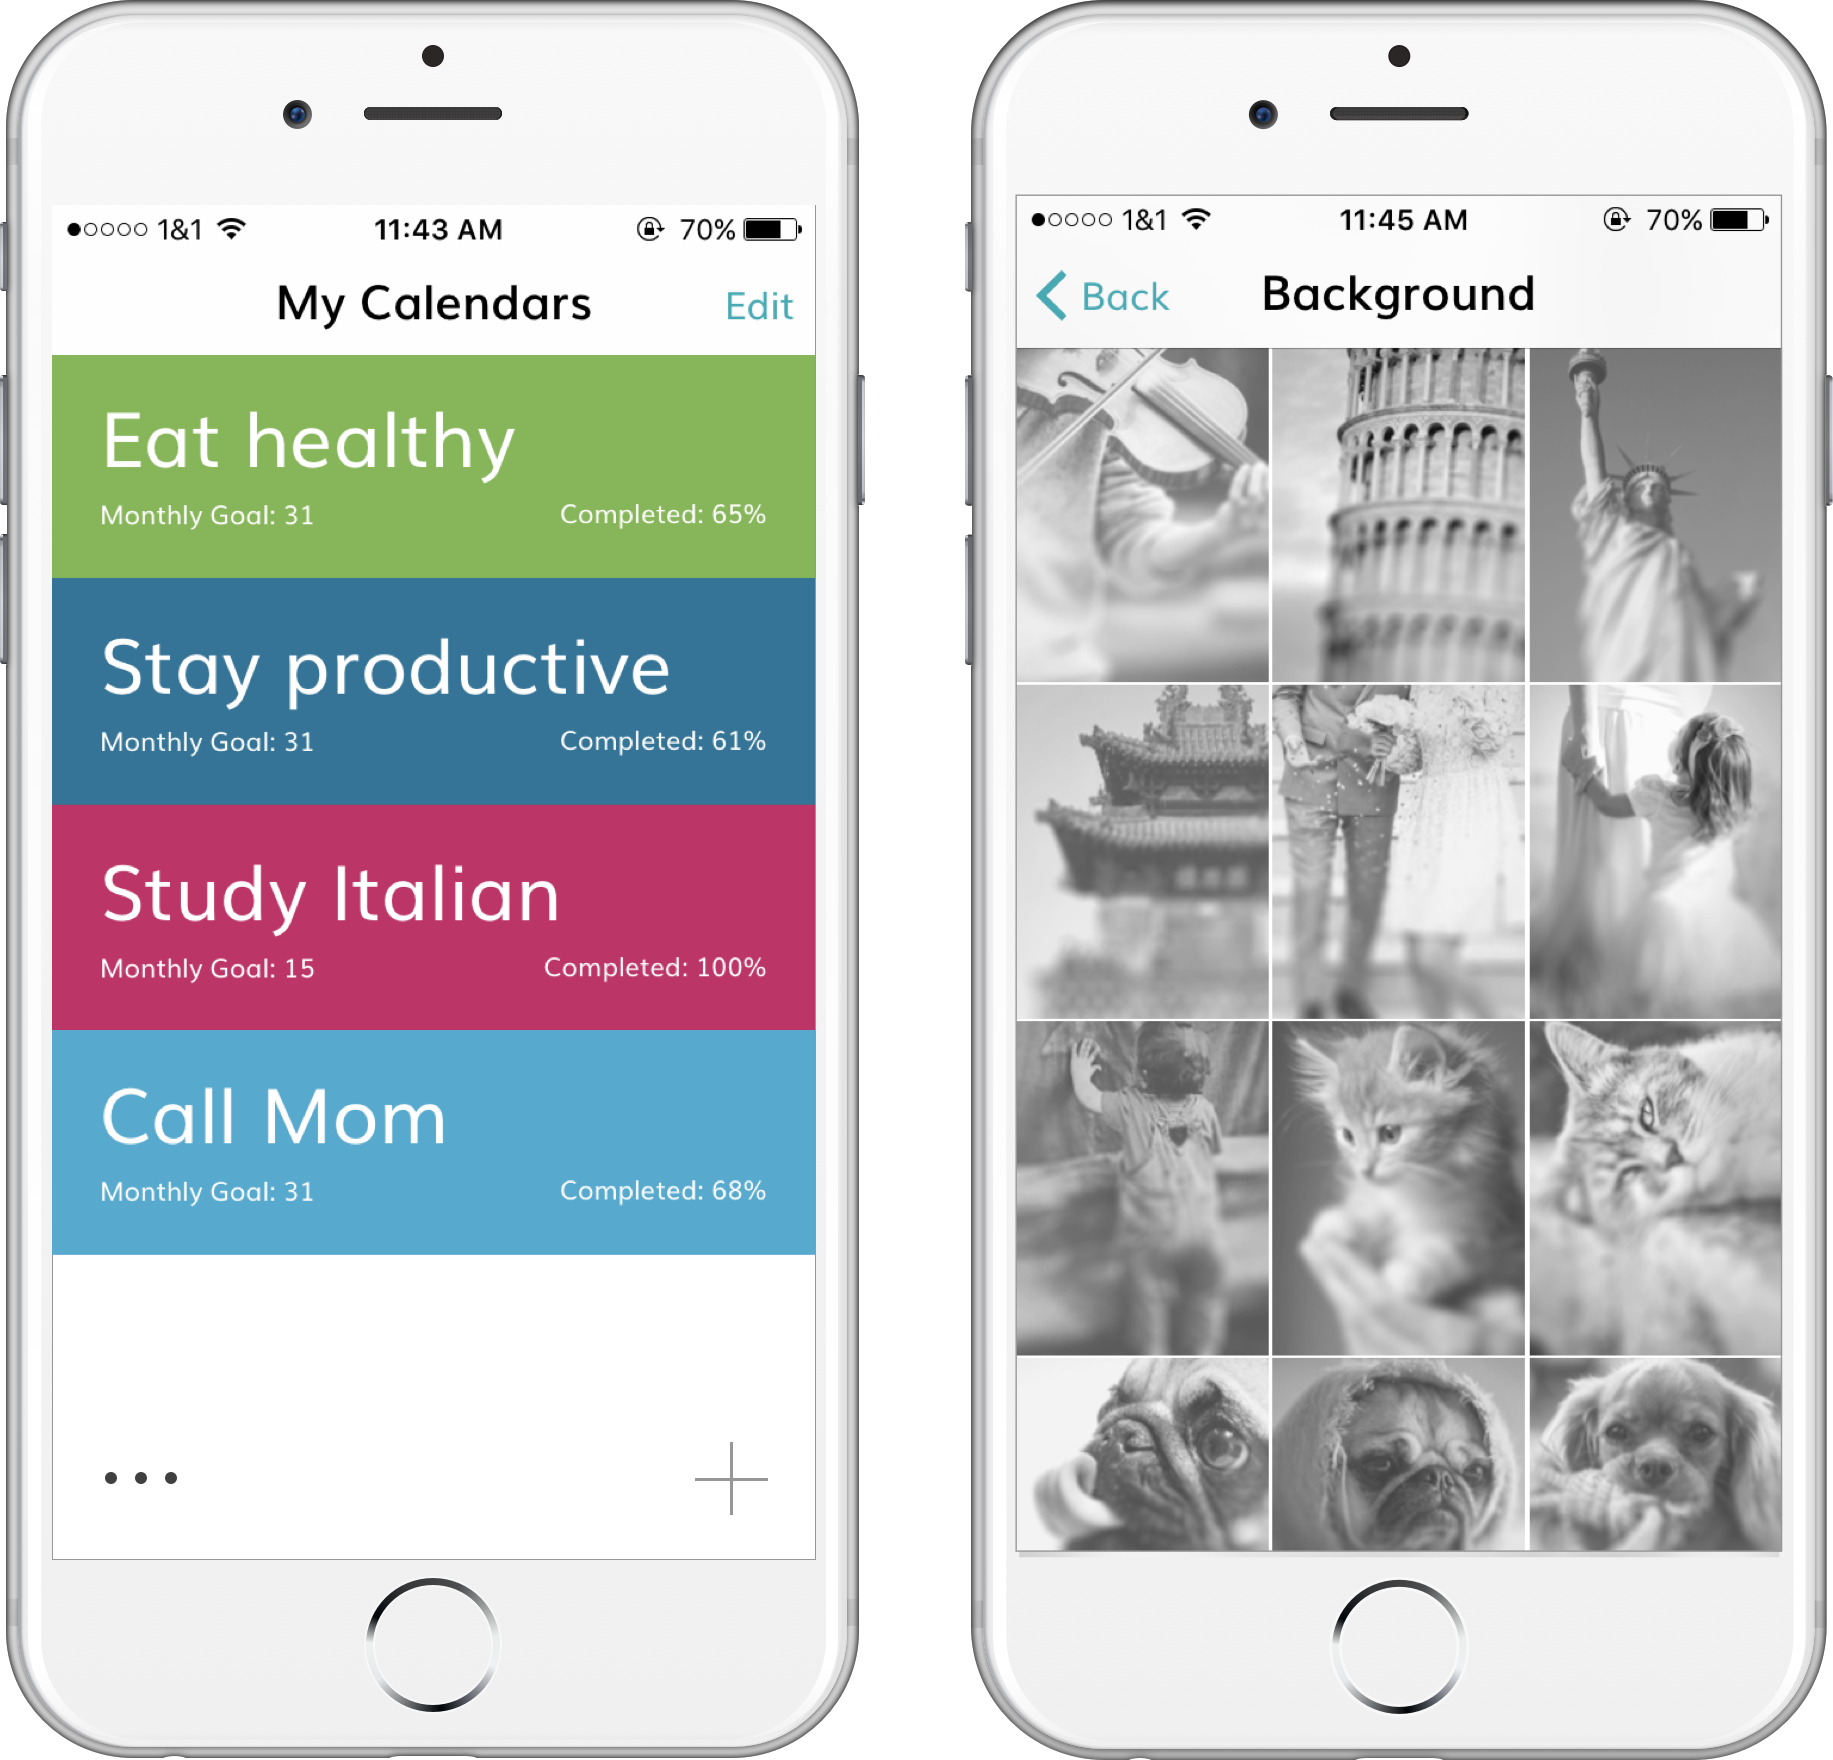 1&1 11:43 AM 70%
My Calendars Edit
Eat healthy
Monthly Goal: 31 Completed: 65%
Stay productive
Monthly Goal: 31 Completed: 61%
Study Italian
Monthly Goal: 15 Completed: 100%
Call Mom
Monthly Goal: 31 Completed: 68%
1&1 11:45 AM 70%
Back Background